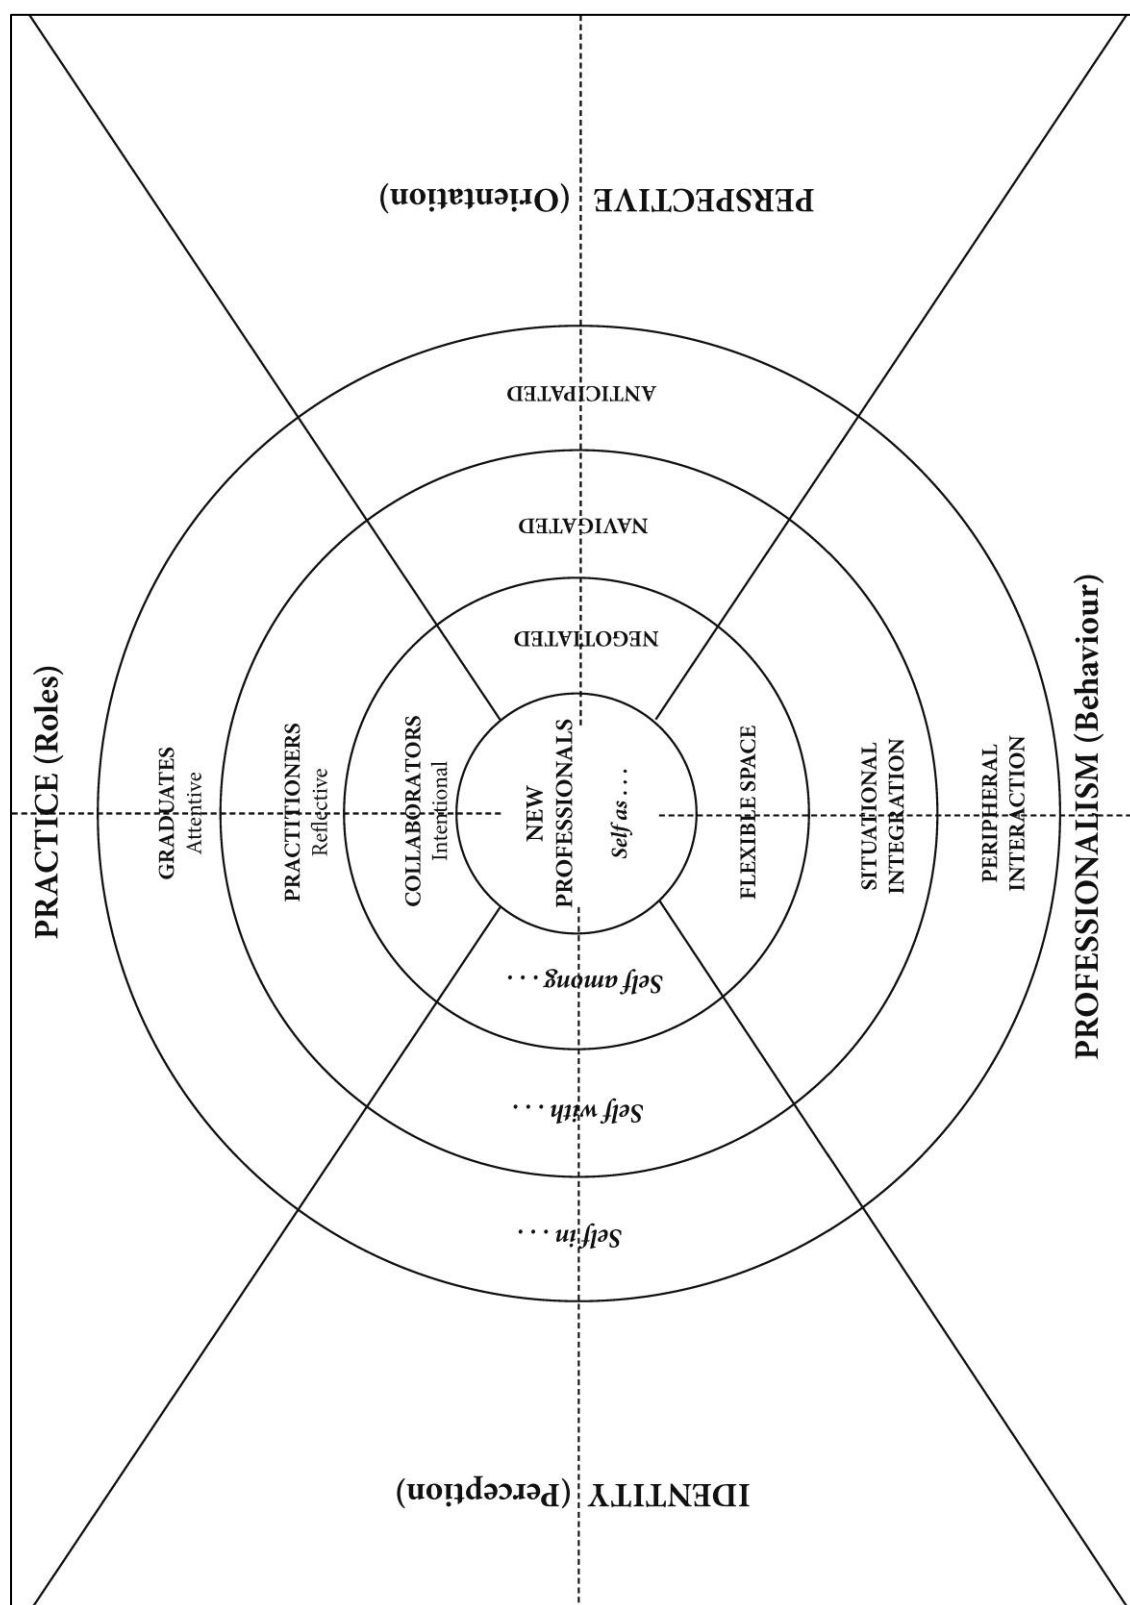 PRACTICE (Roles)
GRADUATES
Attentive
PRACTITIONERS
Reflective
COLLABORATORS
Intentional
NEW
PROFESSIONALS
Self as . . .
FLEXIBLE SPACE
SITUATIONAL
INTEGRATION
PERIPHERAL
INTERACTION
PROFESSIONALISM (Behaviour)
IDENTITY (Perception)
Self in . . .
Self with . . .
Self among . . .
NEGOTIATED
NAVIGATED
ANTICIPATED
PERSPECTIVE (Orientation)